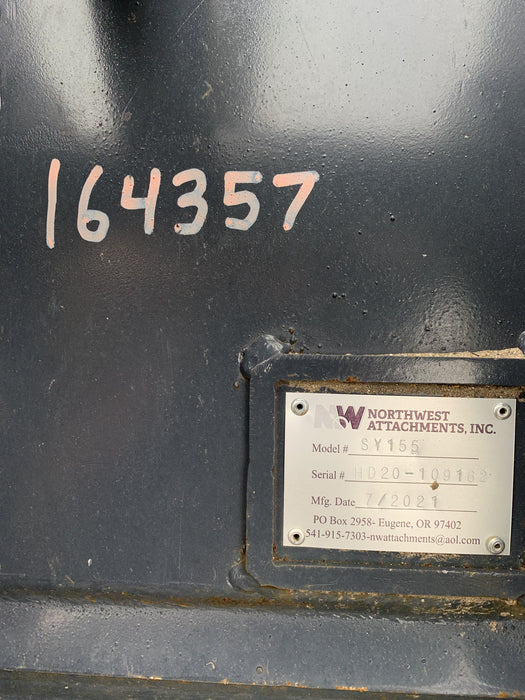 164357
NW NORTHWEST
ATTACHMENTS, INC.
Model # SY155
Serial # HD20-109162
Mfg. Date 7/2021
PO Box 2958- Eugene, OR 97402
541-915-7303-nwattachments@aol.com